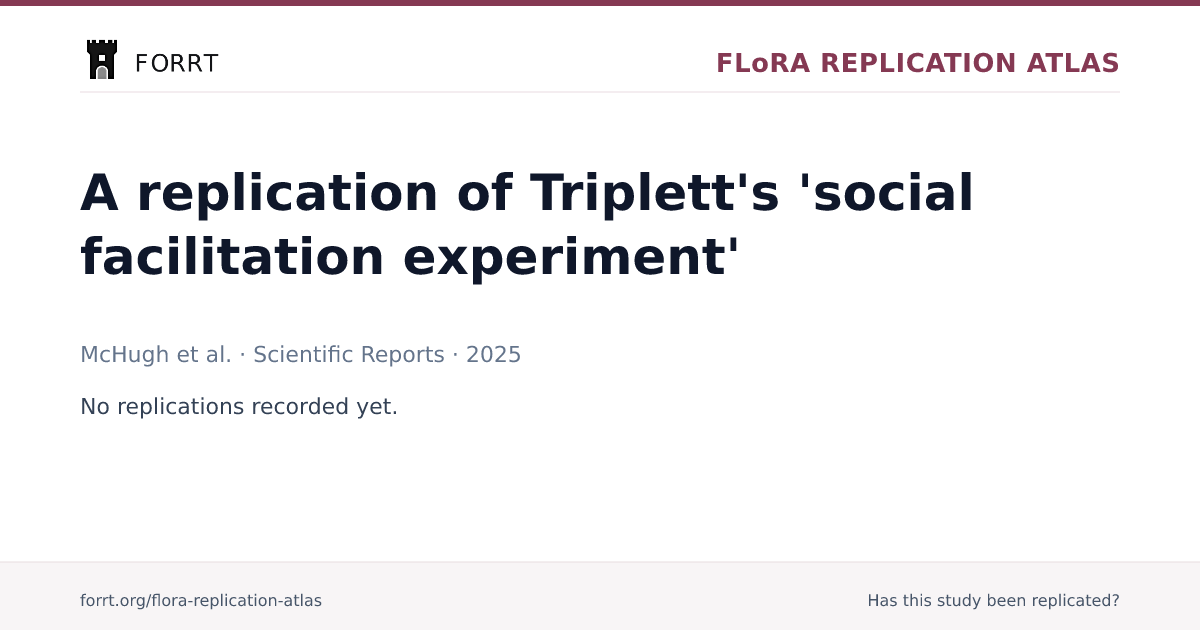 FORRT
FLoRA REPLICATION ATLAS
A replication of Triplett's 'social
facilitation experiment'
McHugh et al. · Scientific Reports · 2025
No replications recorded yet.
forrt.org/flora-replication-atlas
Has this study been replicated?